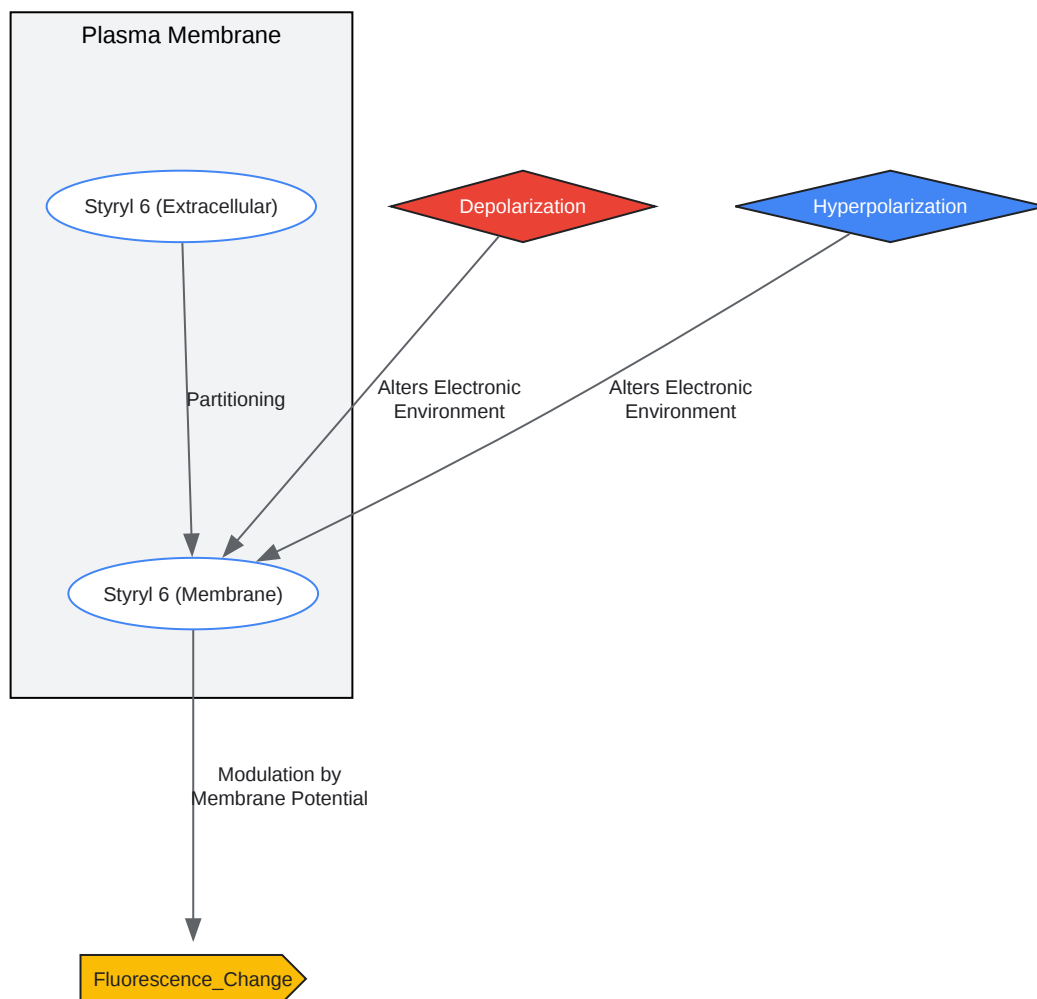 Plasma Membrane
Styryl 6 (Extracellular)
Depolarization
Hyperpolarization
Partitioning
Alters Electronic
Environment
Alters Electronic
Environment
Styryl 6 (Membrane)
Modulation by
Membrane Potential
Fluorescence_Change